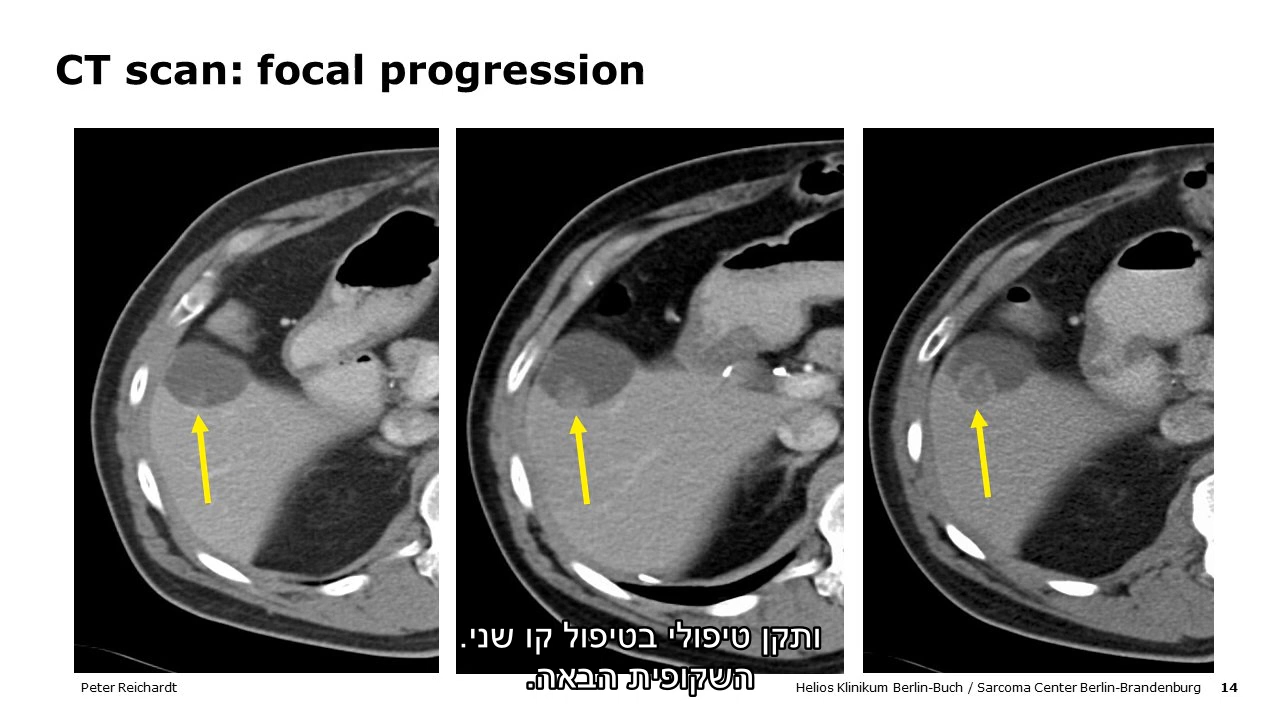 CT scan: focal progression
ותקן טיפולי בטיפול קו שני.
השקופית הבאה.
Peter Reichardt
Helios Klinikum Berlin-Buch / Sarcoma Center Berlin-Brandenburg 14